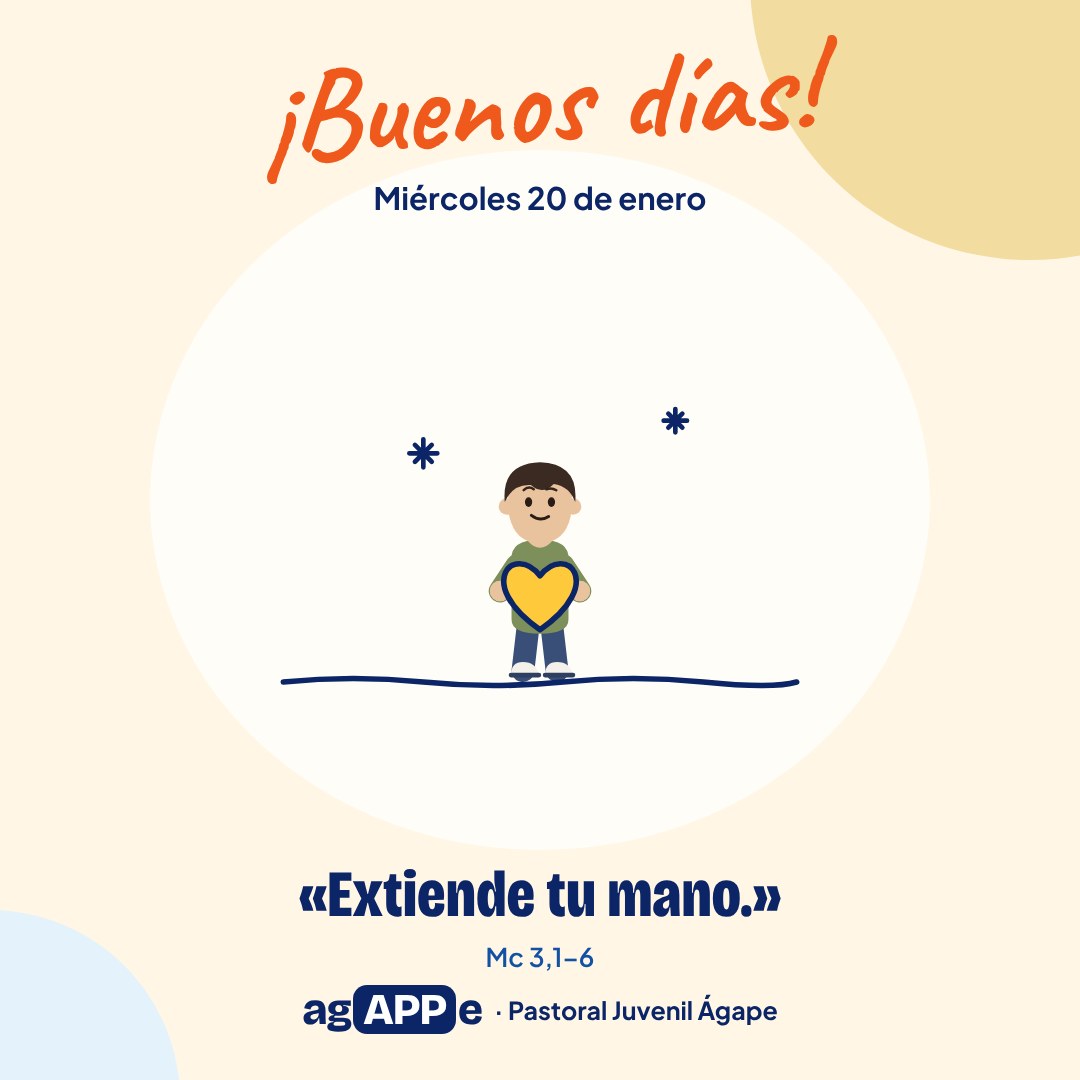 ¡Buenos días!
Miércoles 20 de enero
«Extiende tu mano.»
Mc 3,1–6
agAPPe · Pastoral Juvenil Ágape